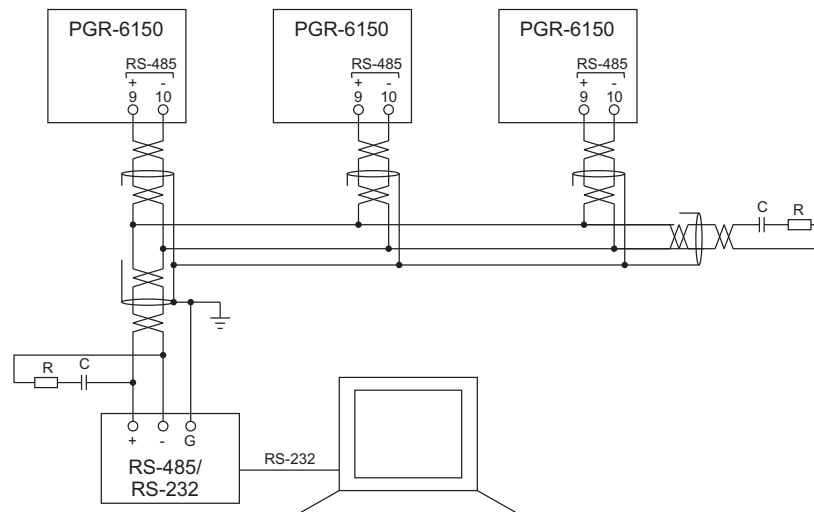 PGR-6150
RS-485
+ -
9 10
PGR-6150
RS-485
+ -
9 10
PGR-6150
RS-485
+ -
9 10
C R
R C
+ - G
RS-485/
RS-232
RS-232